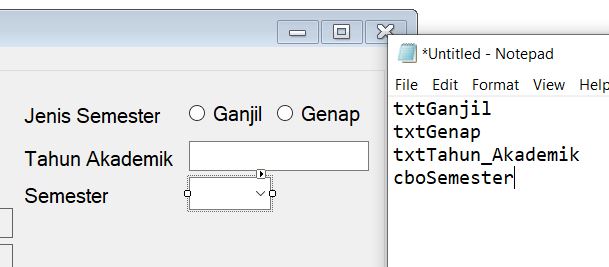 *Untitled - Notepad
File Edit Format View Help
Jenis Semester Ganjil Genap
Tahun Akademik
Semester
txtGanjil
txtGenap
txtTahun_Akademik
cboSemester